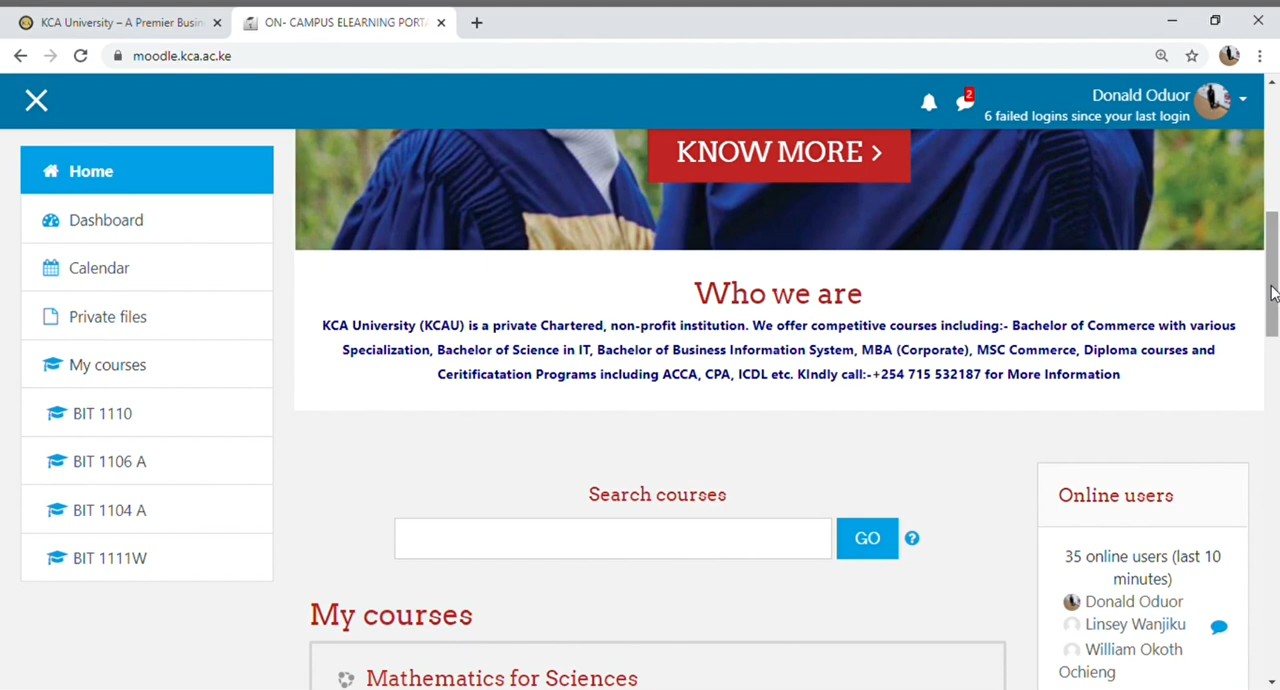 KCA University – A Premier Busin
ON- CAMPUS ELEARNING PORTA
moodle.kca.ac.ke
2
Donald Oduor
6 failed logins since your last login
Home
Dashboard
Calendar
Private files
My courses
BIT 1110
BIT 1106 A
BIT 1104 A
BIT 1111W
KNOW MORE >
Who we are
KCA University (KCAU) is a private Chartered, non-profit institution. We offer competitive courses including:- Bachelor of Commerce with various
Specialization, Bachelor of Science in IT, Bachelor of Business Information System, MBA (Corporate), MSC Commerce, Diploma courses and
Ceritificatation Programs including ACCA, CPA, ICDL etc. KIndly call:-+254 715 532187 for More Information
Search courses
GO
?
My courses
Mathematics for Sciences
Online users
35 online users (last 10
minutes)
Donald Oduor
Linsey Wanjiku
William Okoth
Ochieng